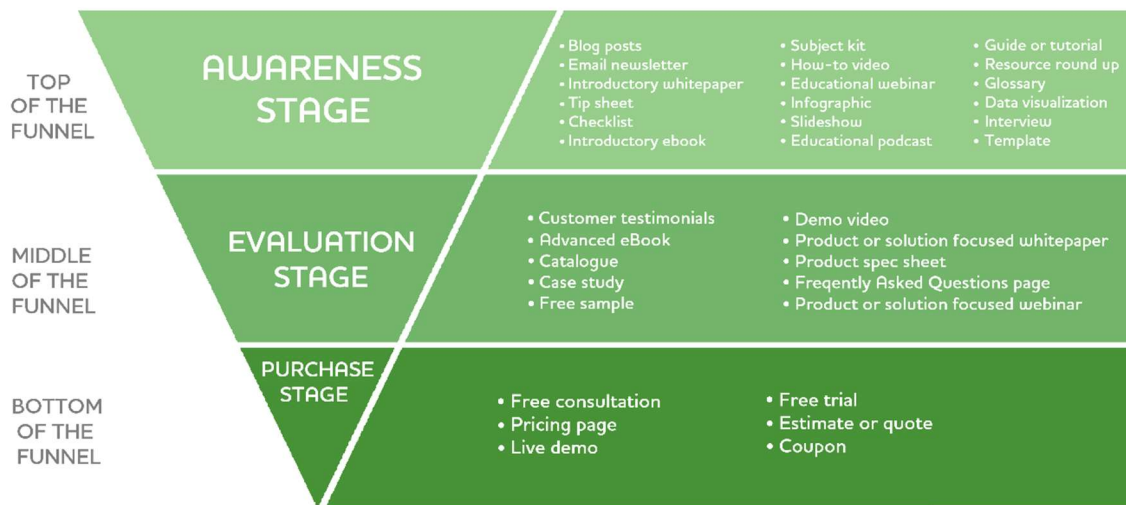 TOP
OF THE
FUNNEL
AWARENESS
STAGE
• Blog posts
• Email newsletter
• Introductory whitepaper
• Tip sheet
• Checklist
• Introductory ebook
• Subject kit
• How-to video
• Educational webinar
• Infographic
• Slideshow
• Educational podcast
• Guide or tutorial
• Resource round up
• Glossary
• Data visualization
• Interview
• Template
MIDDLE
OF THE
FUNNEL
EVALUATION
STAGE
• Customer testimonials
• Advanced eBook
• Catalogue
• Case study
• Free sample
• Demo video
• Product or solution focused whitepaper
• Product spec sheet
• Freqently Asked Questions page
• Product or solution focused webinar
BOTTOM
OF THE
FUNNEL
PURCHASE
STAGE
• Free consultation
• Pricing page
• Live demo
• Free trial
• Estimate or quote
• Coupon